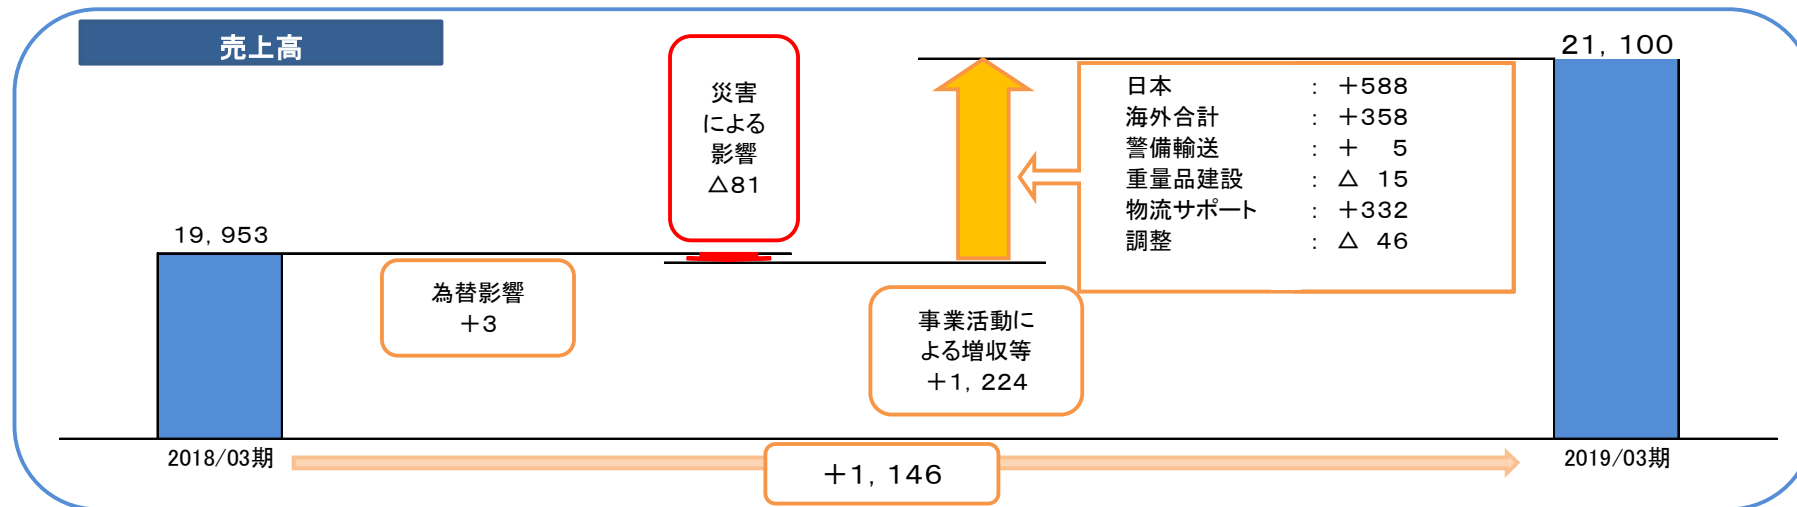 売上高
災害
による
影響
△81
21,100
日本 : +588
海外合計 : +358
警備輸送 : + 5
重量品建設 : △ 15
物流サポート : +332
調整 : △ 46
19,953
為替影響
+3
事業活動に
よる増収等
+1,224
2018/03期
+1,146
2019/03期